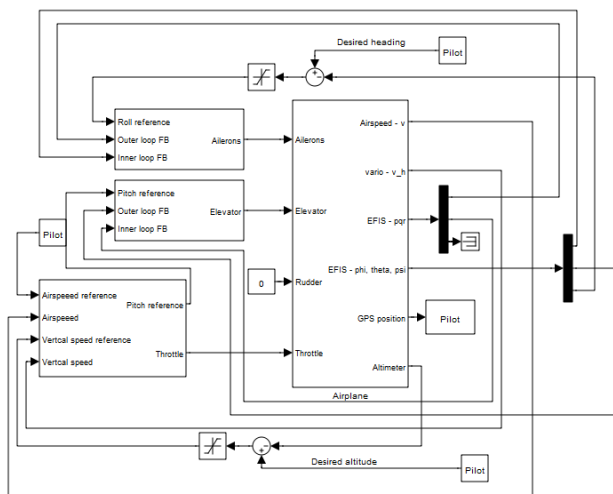 Desired heading
Pilot
Roll reference
Outer loop FB
Inner loop FB
Ailerons
Pitch reference
Outer loop FB
Inner loop FB
Elevator
Pilot
Airspeeed reference
Airspeeed
Vertcal speed reference
Vertcal speed
Pitch reference
Throttle
0
Ailerons
Elevator
Rudder
Throttle
Airspeed - v
vario - v_h
EFIS - pqr
EFIS - phi, theta, psi
GPS position
Altimeter
Airplane
Pilot
Desired altitude
Pilot